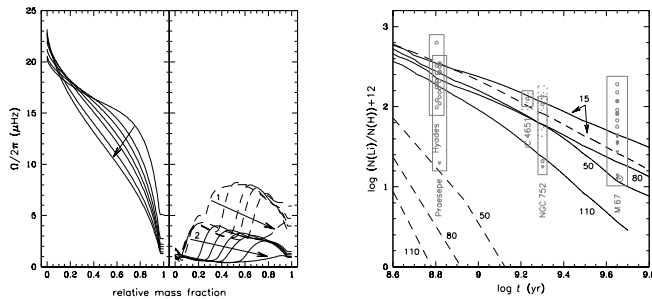 Ω/2π (μHz)
25
20
15
10
5
0
0 0.2 0.4 0.6 0.8 1
0 0.2 0.4 0.6 0.8 1
2
relative mass fraction
log (N(Li)/N(H))+12
3
2
1
0
8.6 8.8 9 9.2 9.4 9.6 9.8
log t (yr)
Praesepe
Hyades
IC 4651
NGC 752
M 67
15
80
50
110
50
80
110